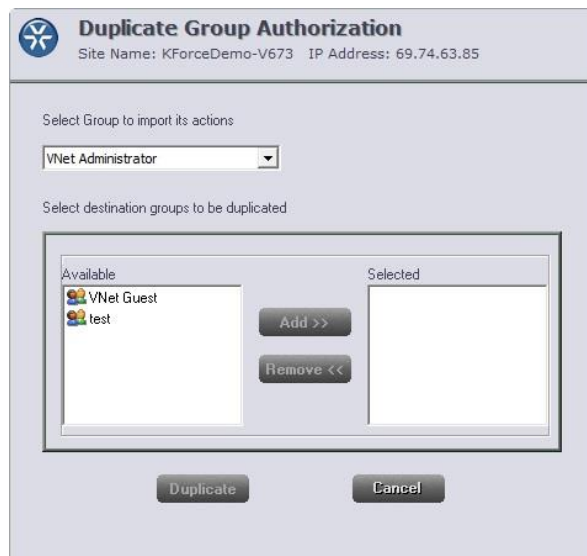 Duplicate Group Authorization
Site Name: KForceDemo-V673 IP Address: 69.74.63.85
Select Group to import its actions
VNet Administrator
Select destination groups to be duplicated
Available
Selected
VNet Guest
test
Add >>
Remove <<
Duplicate
Cancel